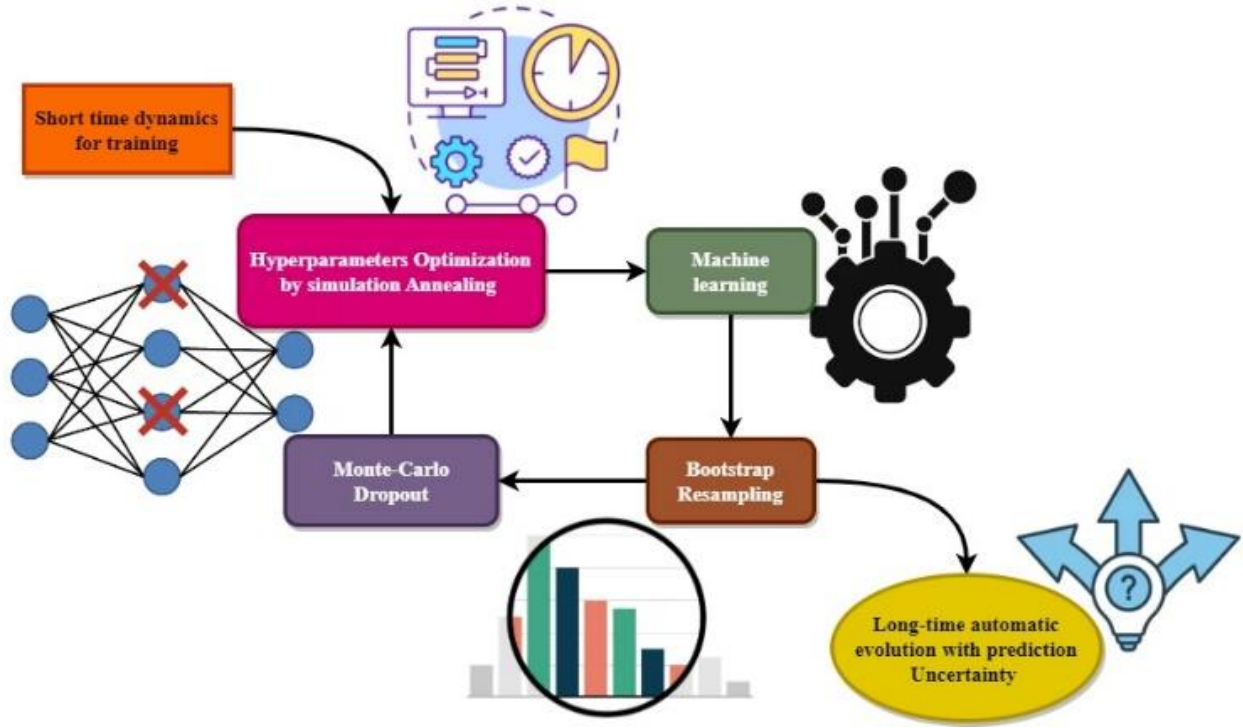 Short time dynamics
for training
Hyperparameters Optimization
by simulation Annealing
Machine
learning
Monte-Carlo
Dropout
Bootstrap
Resampling
?
Long-time automatic
evolution with prediction
Uncertainty